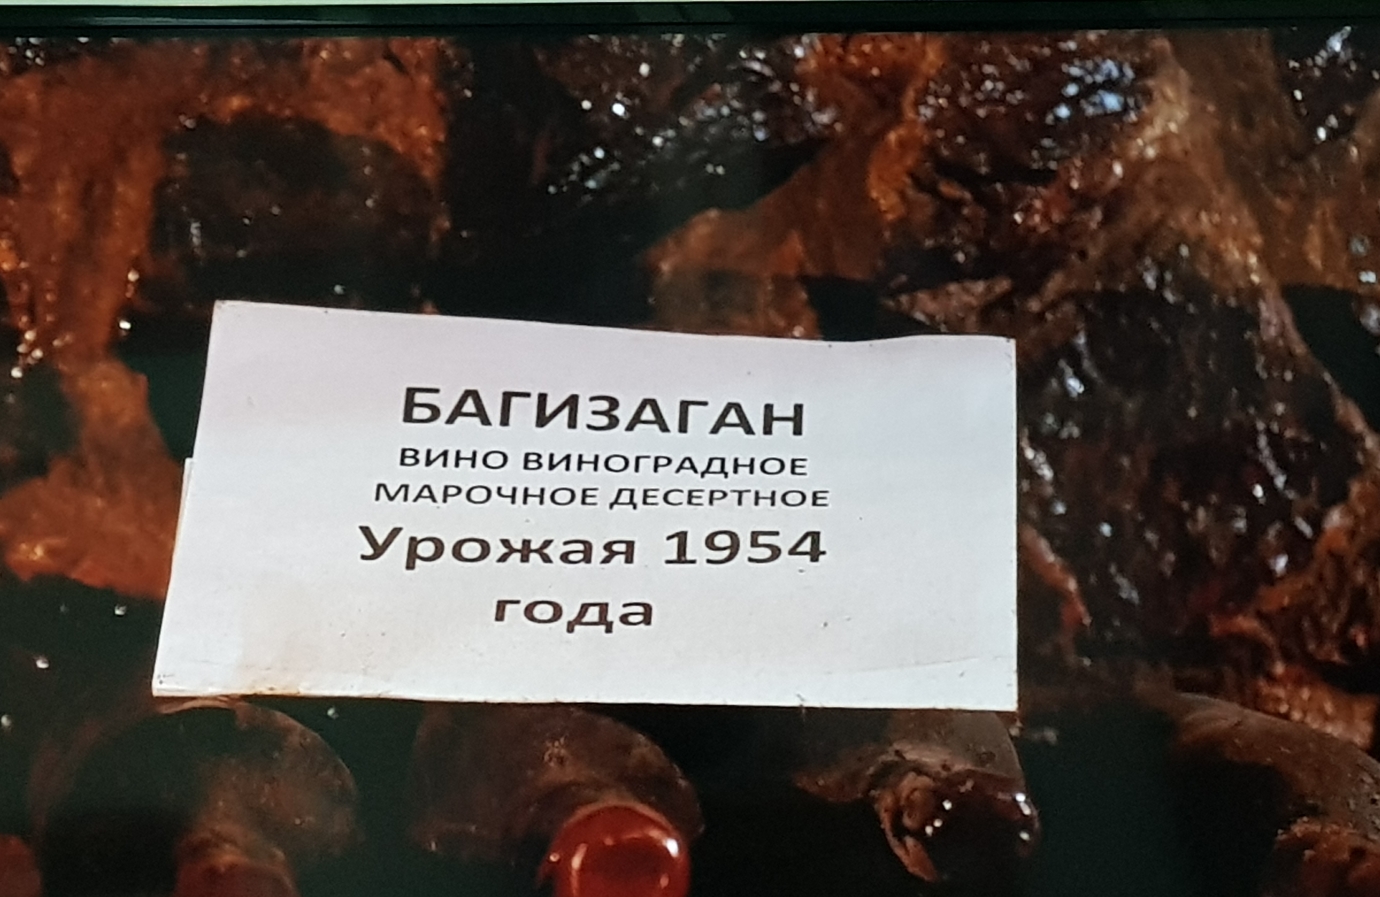 БАГИЗАГАН
ВИНО ВИНОГРАДНОЕ
МАРОЧНОЕ ДЕСЕРТНОЕ
Урожая 1954
года